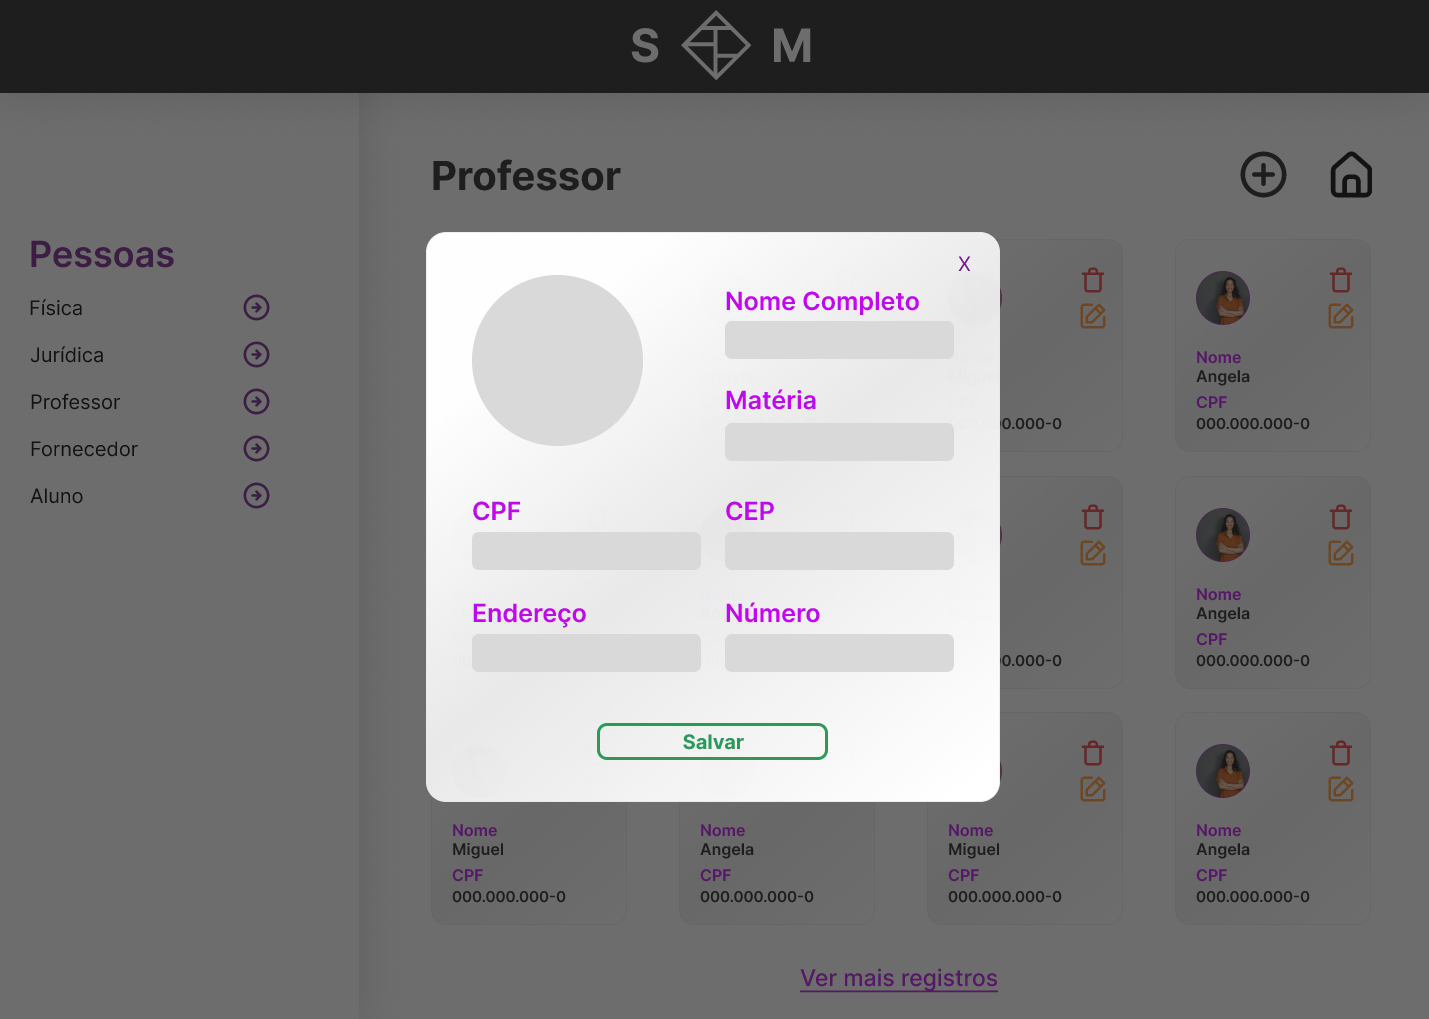 S M
Professor
Pessoas
Física
Jurídica
Professor
Fornecedor
Aluno
X
Nome Completo
Matéria
CPF
CEP
Endereço
Número
Salvar
.000-0
Nome
Angela
CPF
000.000.000-0
.000-0
Nome
Angela
CPF
000.000.000-0
Nome
Miguel
CPF
000.000.000-0
Nome
Angela
CPF
000.000.000-0
Nome
Miguel
CPF
000.000.000-0
Nome
Angela
CPF
000.000.000-0
Ver mais registros